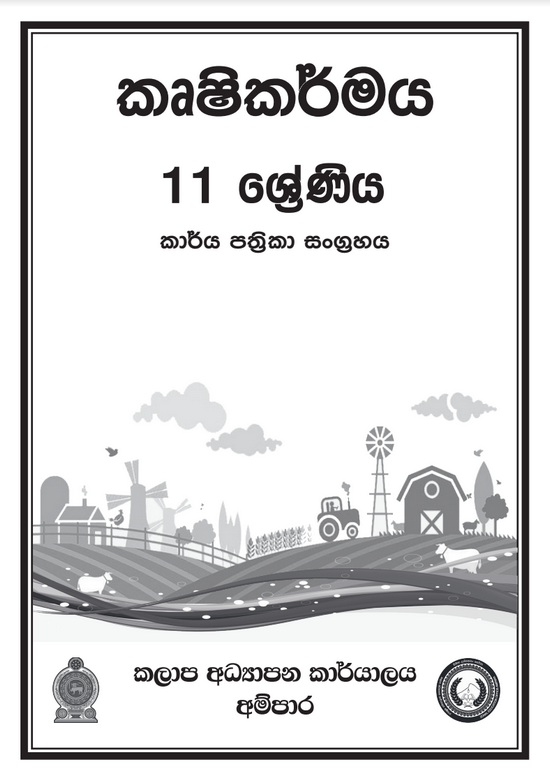 කෘෂිකර්මය
11 ශ්‍රේණිය
කාර්ය පත්‍රිකා සංග්‍රහය
කලාප අධ්‍යාපන කාර්යාලය
අම්පාර